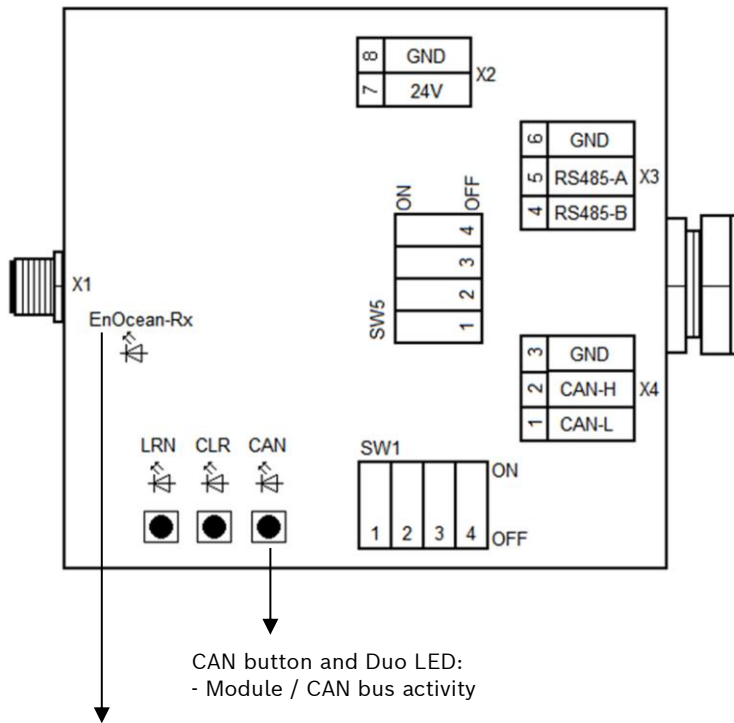 8 GND
7 24V
X2
6 GND
5 RS485-A
4 RS485-B
X3
ON
OFF
4
3
2
1
SW5
X1
EnOcean-Rx
3 GND
2 CAN-H
1 CAN-L
X4
LRN CLR CAN
SW1
ON
1 2 3 4
OFF
CAN button and Duo LED:
- Module / CAN bus activity